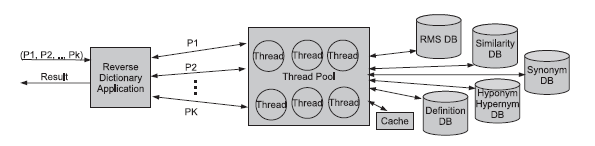 (P1, P2, ... Pk)
Result
Reverse
Dictionary
Application
P1
P2
PK
Thread Thread Thread
Thread Pool
Thread Thread Thread
RMS DB
Similarity
DB
Synonym
DB
Hyponym
Hypernym
DB
Definition
DB
Cache